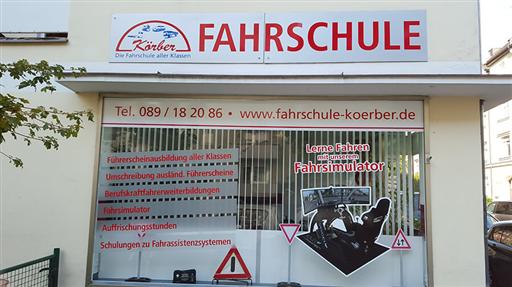 Körber
Die Fahrschule aller Klassen
FAHRSCHULE
Tel. 089 / 18 20 86 • www.fahrschule-koerber.de
Führerscheinausbildung aller Klassen
Umschreibung ausländ. Führerscheine
Berufskraftfahrerweiterbildungen
Fahrsimulator
Auffrischungsstunden
Schulungen zu Fahrassistenzsystemen
Lerne Fahren
mit unserem
Fahrsimulator